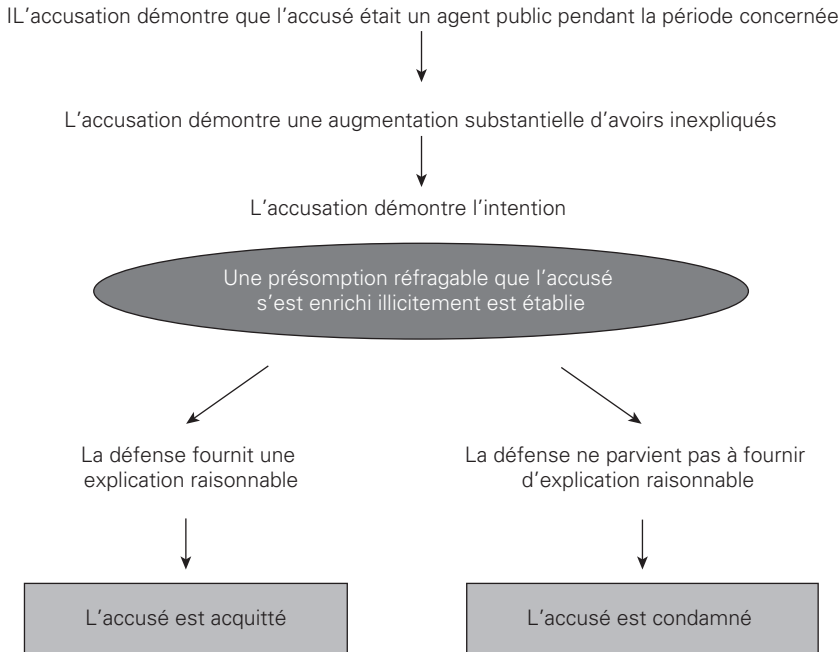 IL’accusation démontre que l’accusé était un agent public pendant la période concernée
L’accusation démontre une augmentation substantielle d’avoirs inexpliqués
L’accusation démontre l’intention
Une présomption réfragable que l’accusé
s’est enrichi illicitement est établie
La défense fournit une
explication raisonnable
La défense ne parvient pas à fournir
d’explication raisonnable
L’accusé est acquitté
L’accusé est condamné